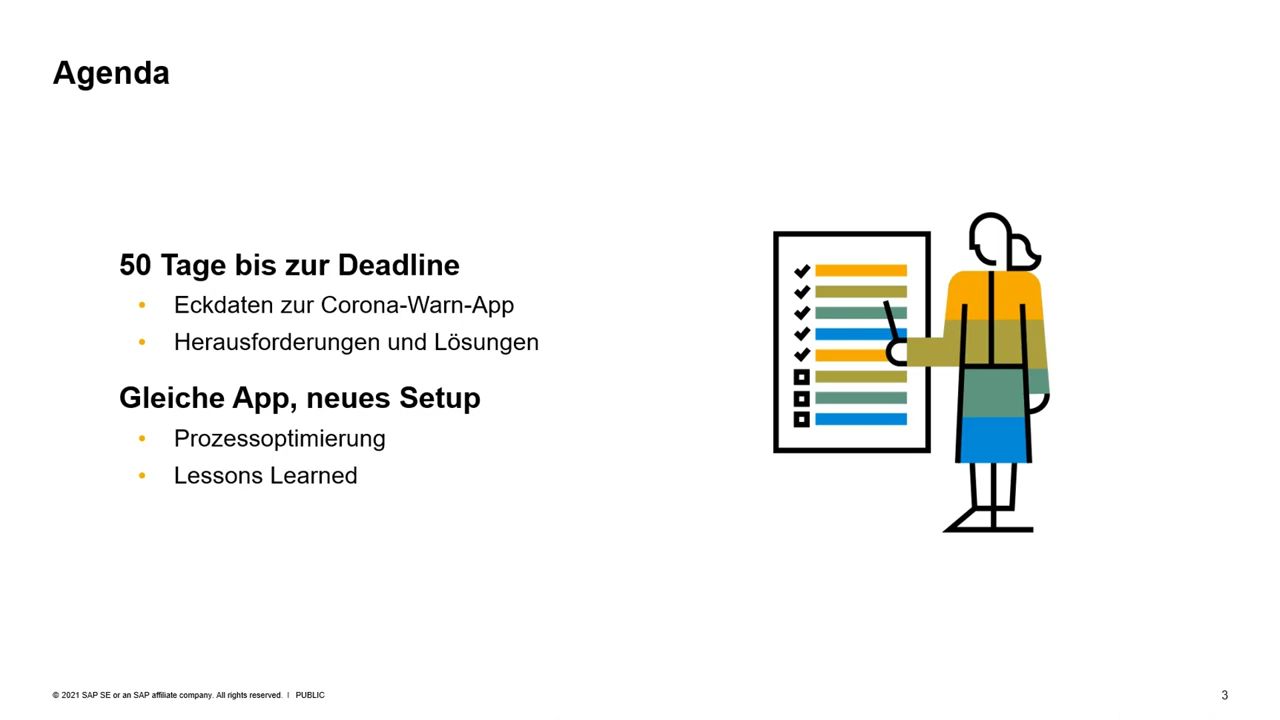 Agenda
50 Tage bis zur Deadline
• Eckdaten zur Corona-Warn-App
• Herausforderungen und Lösungen
Gleiche App, neues Setup
• Prozessoptimierung
• Lessons Learned
© 2021 SAP SE or an SAP affiliate company. All rights reserved. | PUBLIC
3